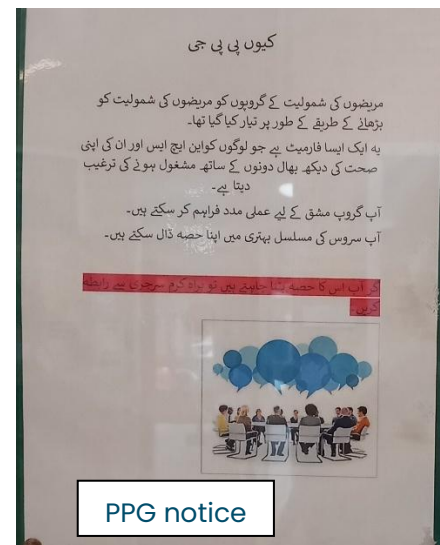 کیوں پی پی جی
مریضوں کی شمولیت کے گروپوں کو مریضوں کی شمولیت کو
بڑھانے کے طریقے کے طور پر تیار کیا گیا تھا۔
یہ ایک ایسا فارمیٹ ہے جو لوگوں کواین ایچ ایس اور ان کی اپنی
صحت کی دیکھ بھال دونوں کے ساتھ مشغول ہونے کی ترغیب
دیتا ہے۔
آپ گروپ مشق کے لیے عملی مدد فراہم کر سکتے ہیں۔
آپ سروس کی مسلسل بہتری میں اپنا حصہ ڈال سکتے ہیں۔
گر آپ اس کا حصہ بننا چاہتے ہیں تو براہ کرم سرجری سے رابطہ
کریں۔
PPG notice